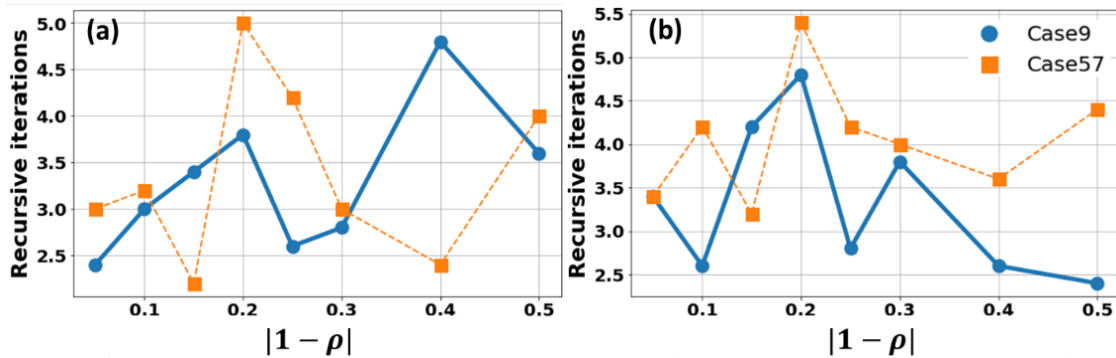 (a)
Recursive iterations
5.0
4.5
4.0
3.5
3.0
2.5
0.1 0.2 0.3 0.4 0.5
|1 − ρ|
(b)
Case9
Case57
Recursive iterations
5.5
5.0
4.5
4.0
3.5
3.0
2.5
0.1 0.2 0.3 0.4 0.5
|1 − ρ|